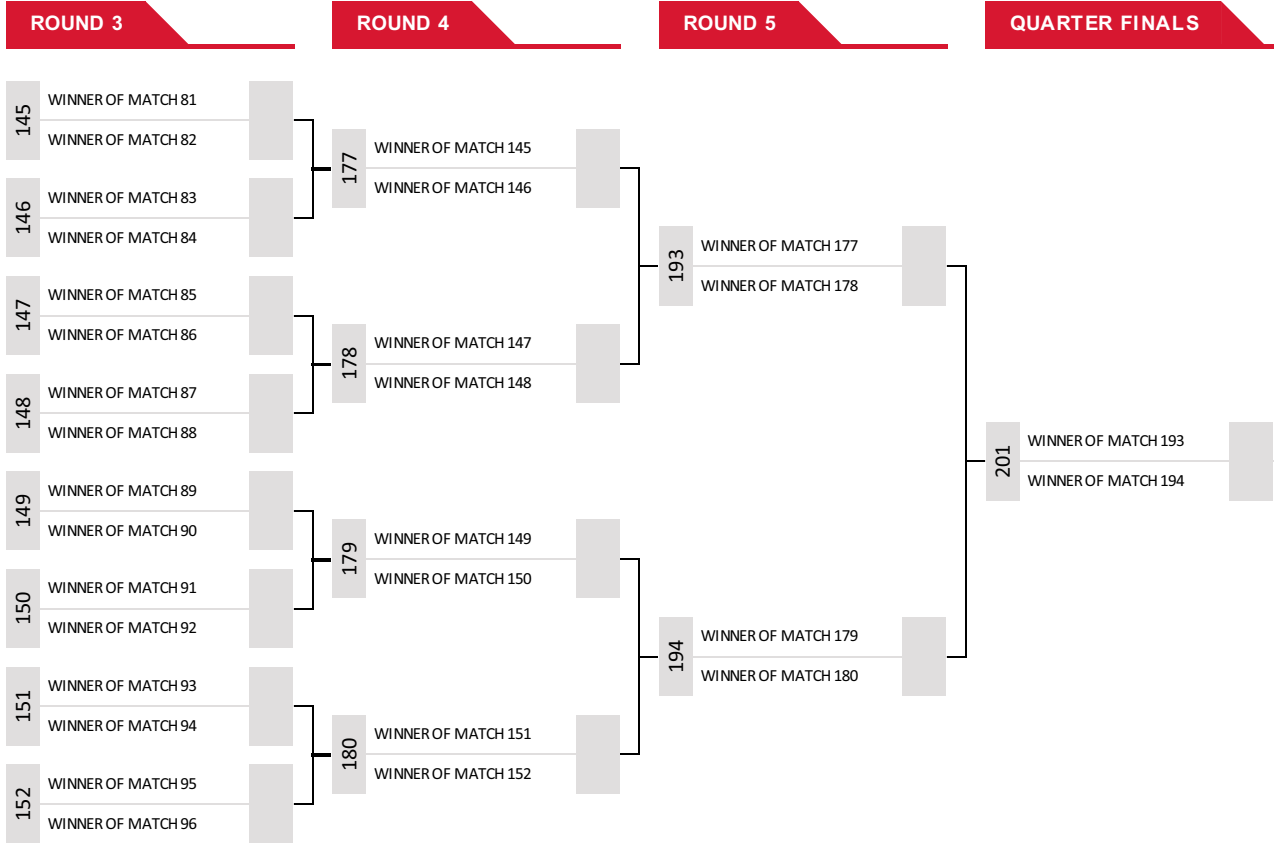 ROUND 3
ROUND 4
ROUND 5
QUARTER FINALS
145
WINNER OF MATCH 81
WINNER OF MATCH 82
146
WINNER OF MATCH 83
WINNER OF MATCH 84
147
WINNER OF MATCH 85
WINNER OF MATCH 86
148
WINNER OF MATCH 87
WINNER OF MATCH 88
149
WINNER OF MATCH 89
WINNER OF MATCH 90
150
WINNER OF MATCH 91
WINNER OF MATCH 92
151
WINNER OF MATCH 93
WINNER OF MATCH 94
152
WINNER OF MATCH 95
WINNER OF MATCH 96
177
WINNER OF MATCH 145
WINNER OF MATCH 146
178
WINNER OF MATCH 147
WINNER OF MATCH 148
179
WINNER OF MATCH 149
WINNER OF MATCH 150
180
WINNER OF MATCH 151
WINNER OF MATCH 152
193
WINNER OF MATCH 177
WINNER OF MATCH 178
194
WINNER OF MATCH 179
WINNER OF MATCH 180
201
WINNER OF MATCH 193
WINNER OF MATCH 194